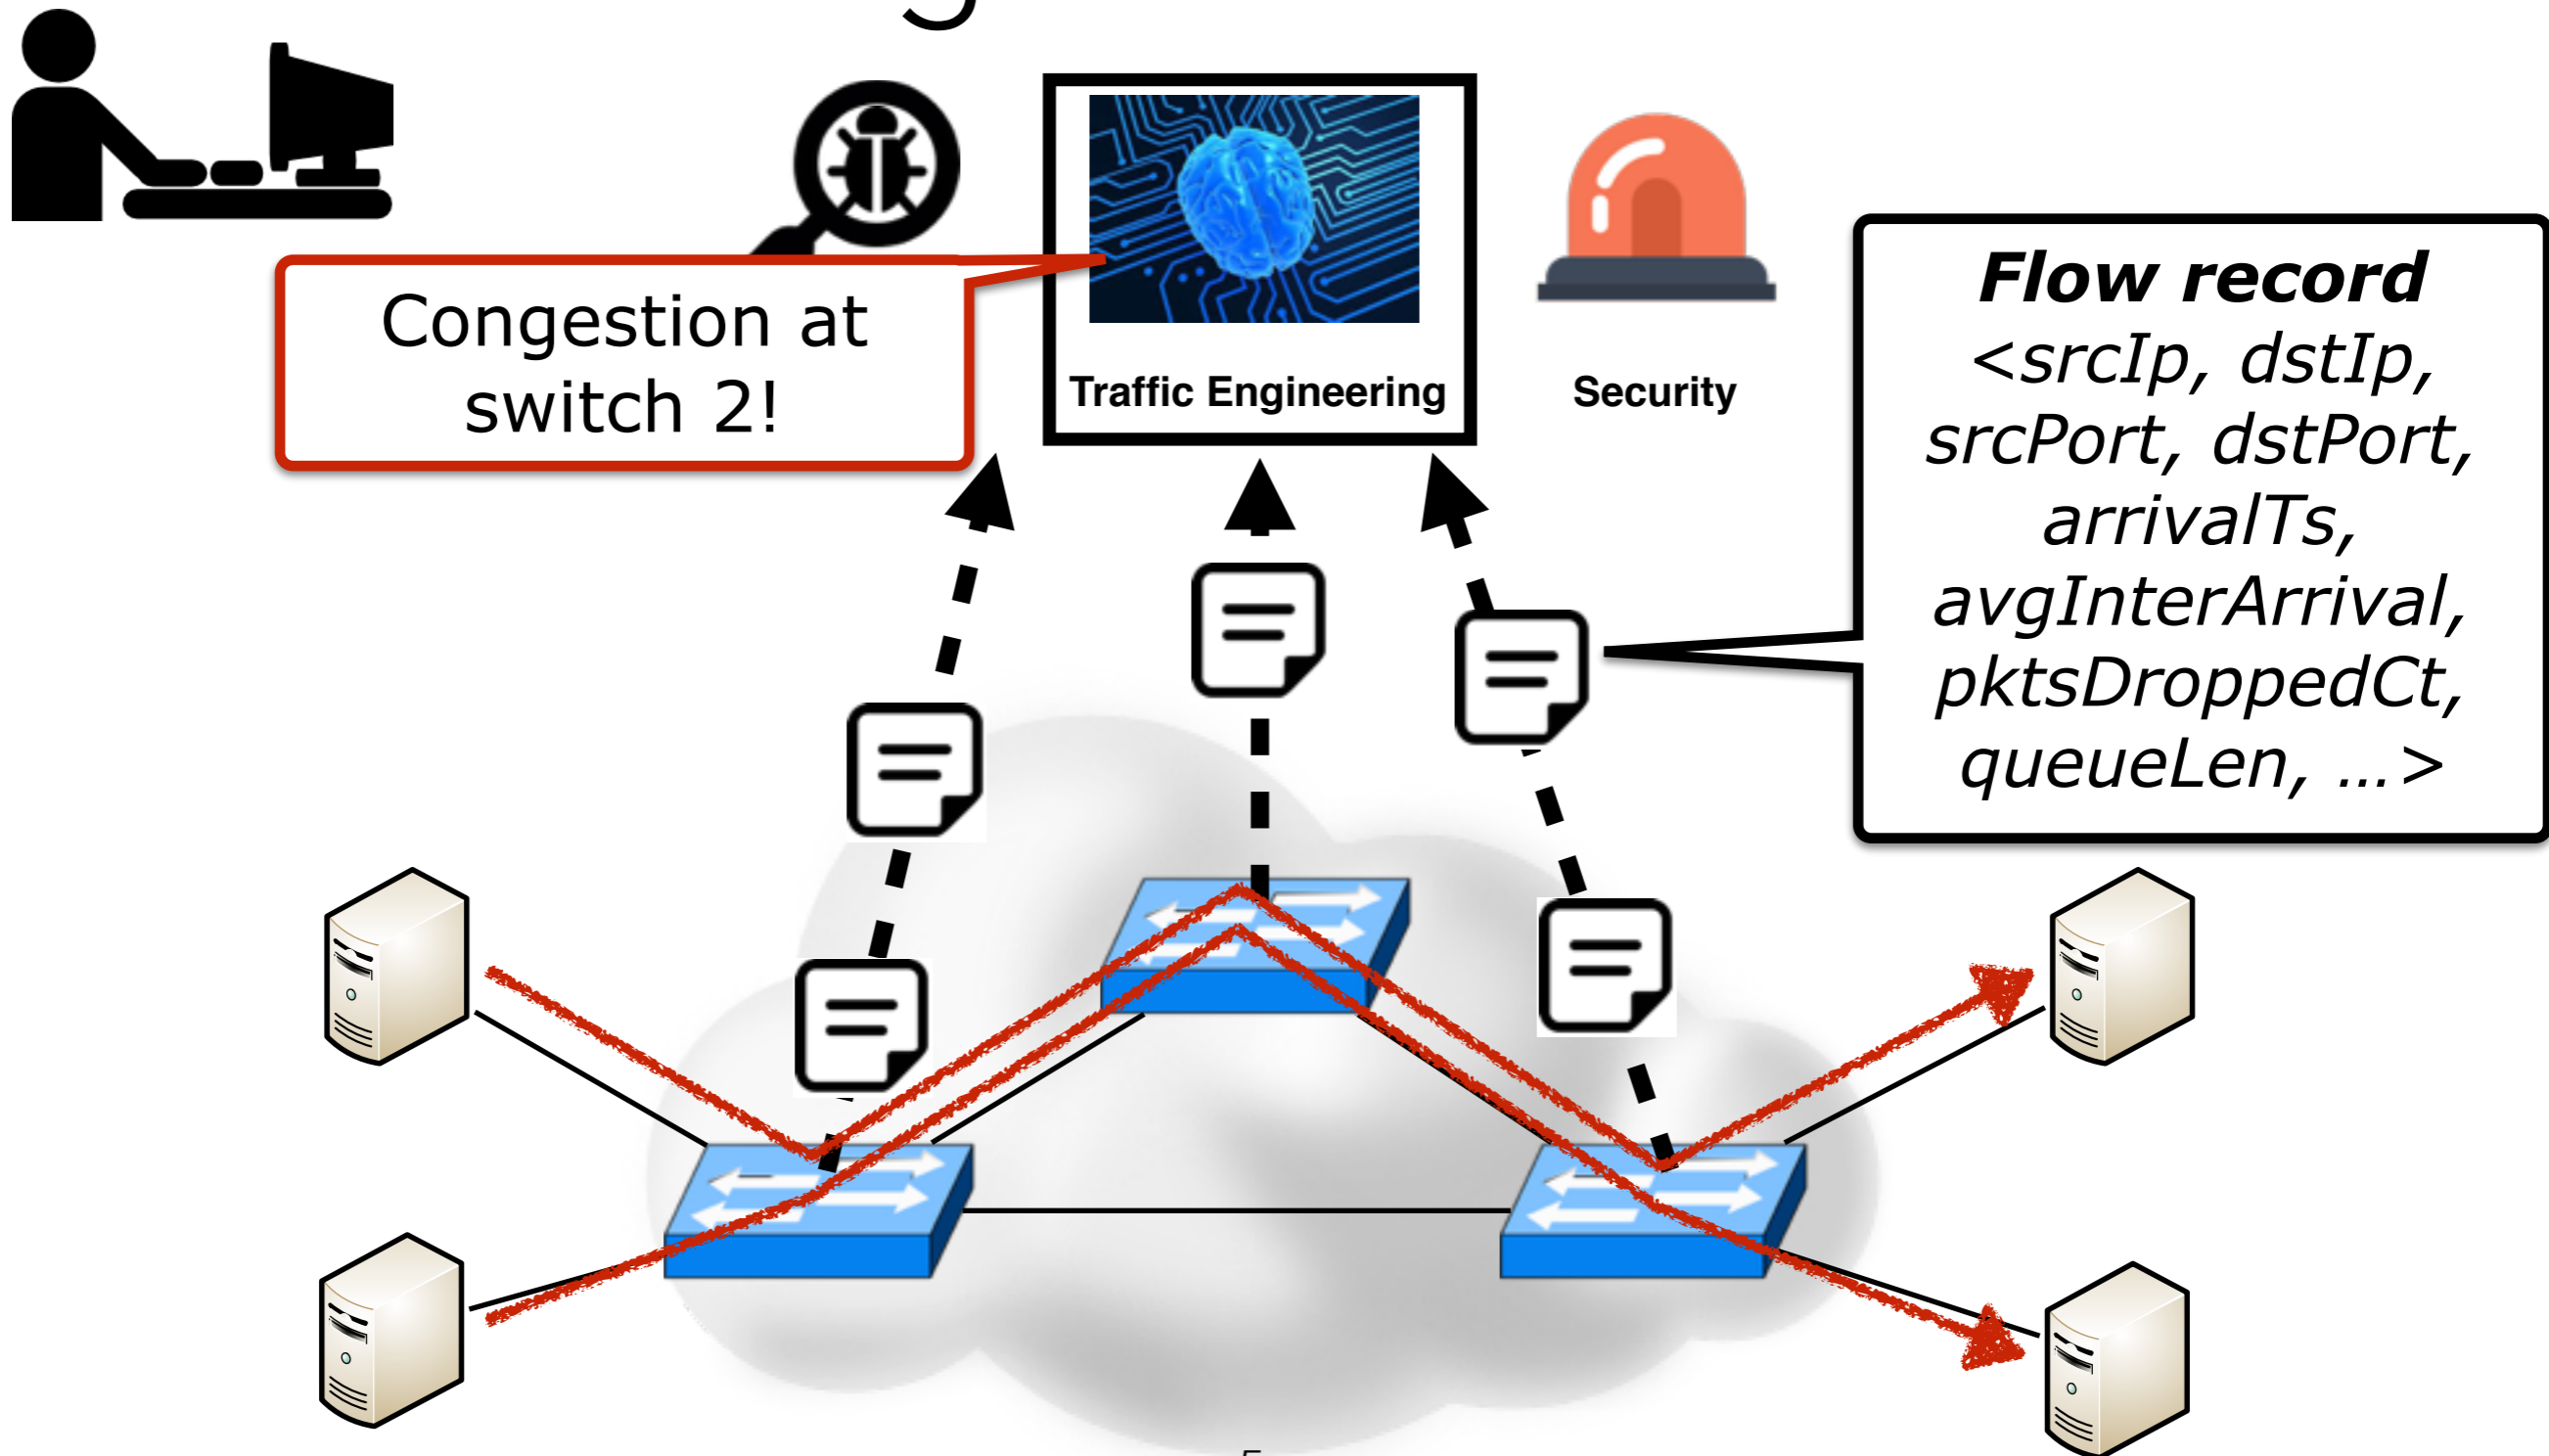 Congestion at
switch 2!
Traffic Engineering
Security
Flow record
<srcIp, dstIp,
srcPort, dstPort,
arrivalTs,
avgInterArrival,
pktsDroppedCt,
queueLen, ...>